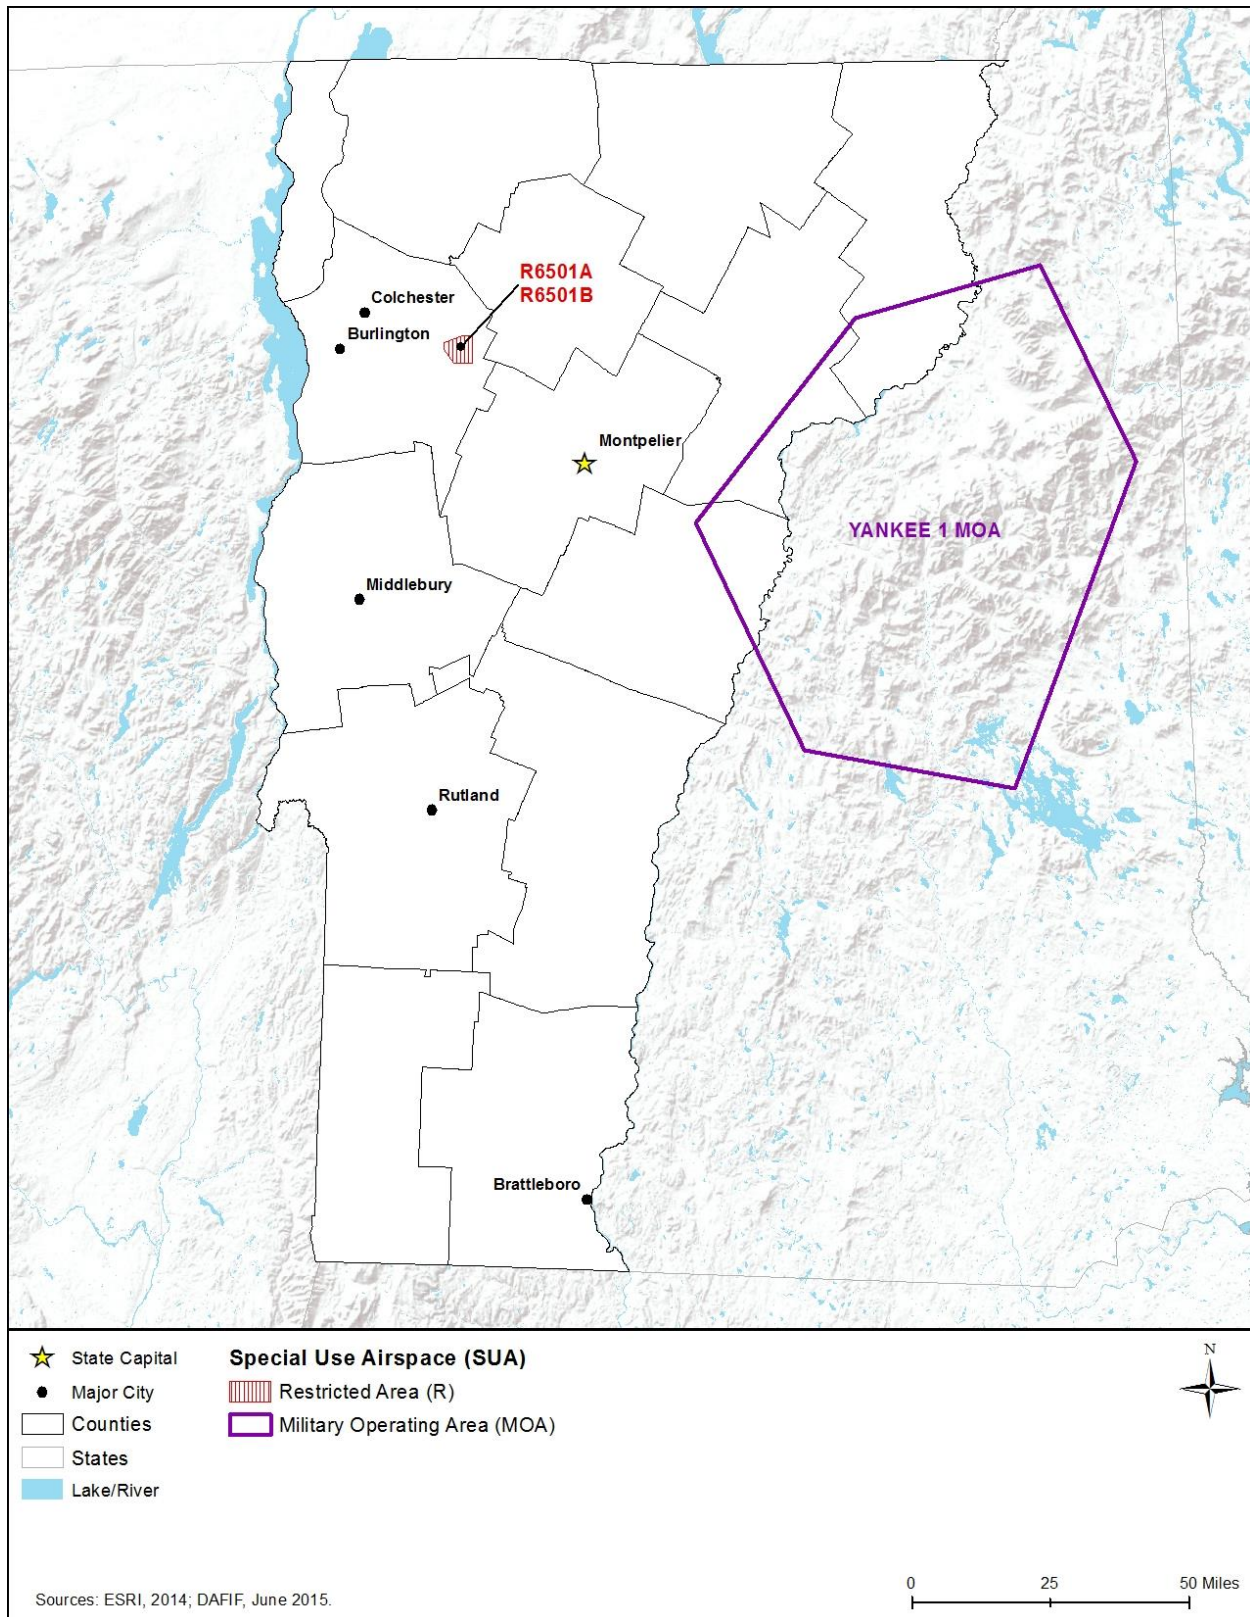 R6501A
R6501B
Colchester
Burlington
Montpelier
YANKEE 1 MOA
Middlebury
Rutland
Brattleboro
State Capital
Major City
Counties
States
Lake/River
Special Use Airspace (SUA)
Restricted Area (R)
Military Operating Area (MOA)
N
Sources: ESRI, 2014; DAFIF, June 2015.
0 25 50 Miles